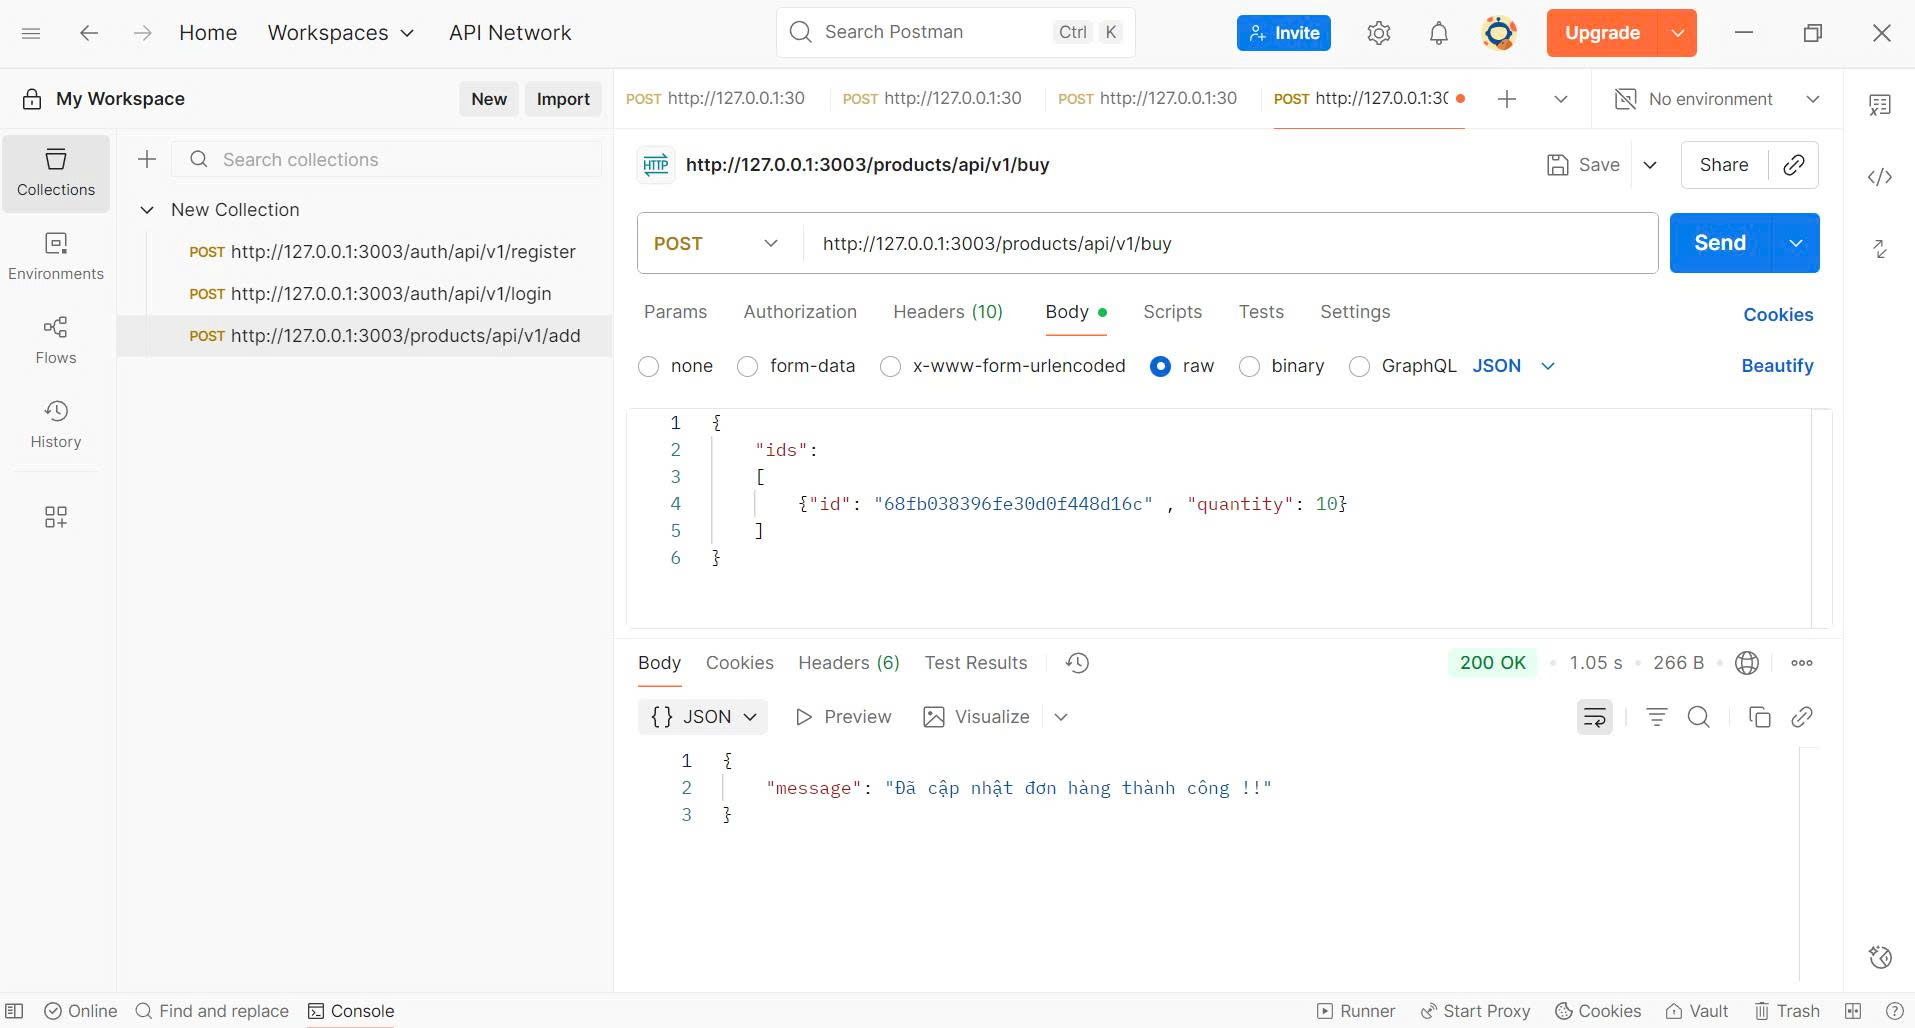 Home Workspaces API Network Search Postman Ctrl K Invite Upgrade
My Workspace New Import
POST http://127.0.0.1:30 POST http://127.0.0.1:30 POST http://127.0.0.1:30 POST http://127.0.0.1:30 No environment
Collections
Environments
Flows
History
Search collections
New Collection
POST http://127.0.0.1:3003/auth/api/v1/register
POST http://127.0.0.1:3003/auth/api/v1/login
POST http://127.0.0.1:3003/products/api/v1/add
HTTP http://127.0.0.1:3003/products/api/v1/buy Save Share
POST http://127.0.0.1:3003/products/api/v1/buy Send
Params Authorization Headers (10) Body Scripts Tests Settings Cookies
none form-data x-www-form-urlencoded raw binary GraphQL JSON Beautify
1 {
2 "ids":
3 [
4 {"id": "68fb038396fe30d0f448d16c" , "quantity": 10}
5 ]
6 }
Body Cookies Headers (6) Test Results 200 OK 1.05 s 266 B
{} JSON Preview Visualize
1 {
2 "message": "Đã cập nhật đơn hàng thành công !!"
3 }
Online Find and replace Console Runner Start Proxy Cookies Vault Trash